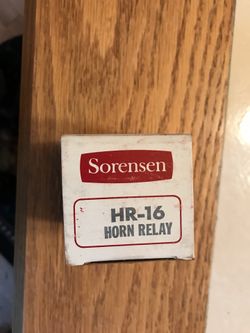 Sorensen
HR-16
HORN RELAY